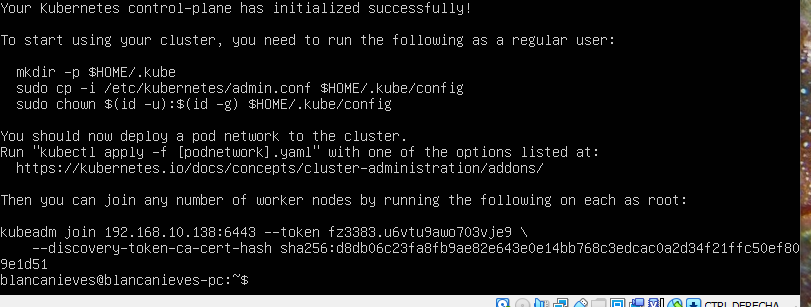 Your Kubernetes control-plane has initialized successfully!
To start using your cluster, you need to run the following as a regular user:
mkdir -p $HOME/.kube
sudo cp -i /etc/kubernetes/admin.conf $HOME/.kube/config
sudo chown $(id -u):$(id -g) $HOME/.kube/config
You should now deploy a pod network to the cluster.
Run "kubectl apply -f [podnetwork].yaml" with one of the options listed at:
https://kubernetes.io/docs/concepts/cluster-administration/addons/
Then you can join any number of worker nodes by running the following on each as root:
kubeadm join 192.168.10.138:6443 --token fz3383.u6vtu9awo703vje9 \
--discovery-token-ca-cert-hash sha256:d8db06c23fa8fb9ae82e643e0e14bb768c3edcac0a2d34f21ffc50ef80
9e1d51
blancanieves@blancanieves-pc:~$
CTRL DERECHA